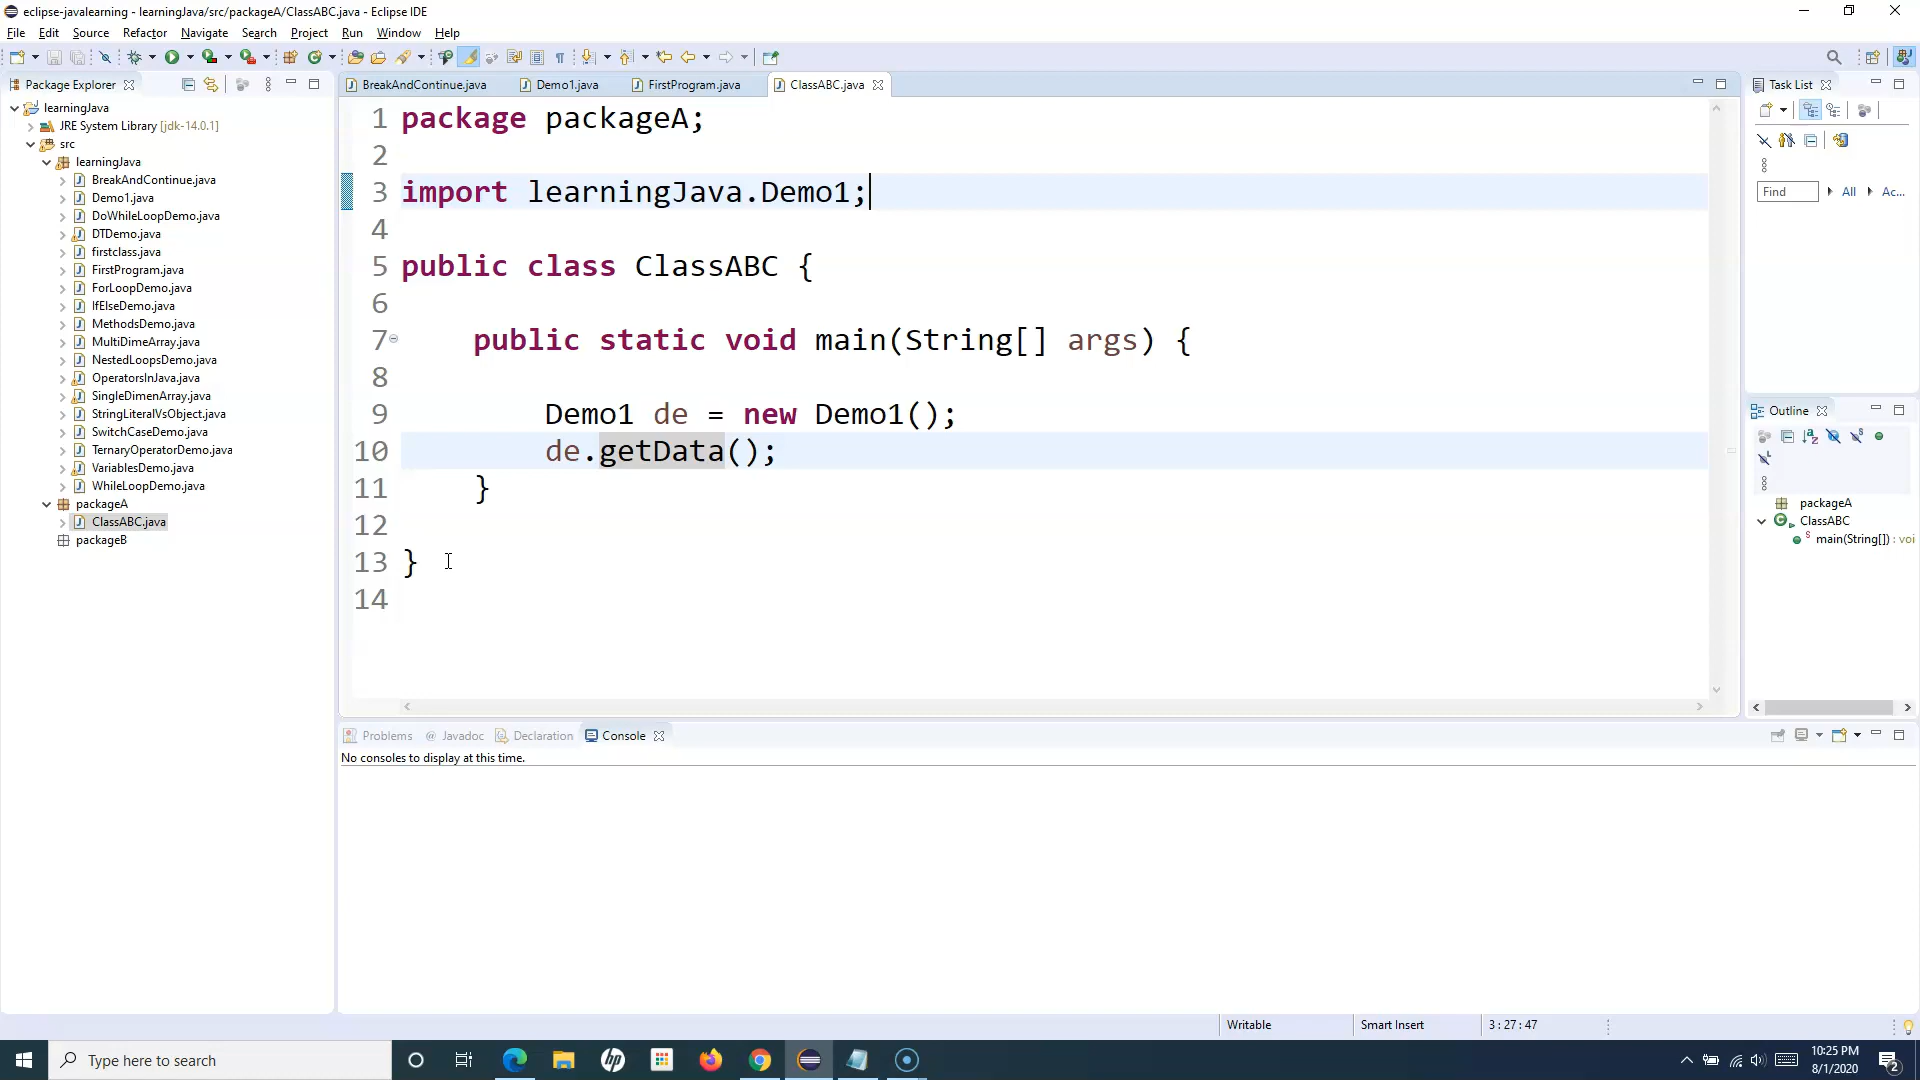 eclipse-javalearning - learningJava/src/packageA/ClassABC.java - Eclipse IDE
File Edit Source Refactor Navigate Search Project Run Window Help
Package Explorer
learningJava
JRE System Library [jdk-14.0.1]
src
learningJava
BreakAndContinue.java
Demo1.java
DoWhileLoopDemo.java
DTDemo.java
firstclass.java
FirstProgram.java
ForLoopDemo.java
IfElseDemo.java
MethodsDemo.java
MultiDimeArray.java
NestedLoopsDemo.java
OperatorsInJava.java
SingleDimenArray.java
StringLiteralVsObject.java
SwitchCaseDemo.java
TernaryOperatorDemo.java
VariablesDemo.java
WhileLoopDemo.java
packageA
ClassABC.java
packageB
BreakAndContinue.java Demo1.java FirstProgram.java ClassABC.java
1 package packageA;
2
3 import learningJava.Demo1;
4
5 public class ClassABC {
6
7 public static void main(String[] args) {
8
9 Demo1 de = new Demo1();
10 de.getData();
11 }
12
13 }
14
Problems @ Javadoc Declaration Console
No consoles to display at this time.
Task List
Find All Ac...
Outline
packageA
ClassABC
main(String[]) : voi
Writable Smart Insert 3 : 27 : 47
Type here to search
10:25 PM
8/1/2020
2